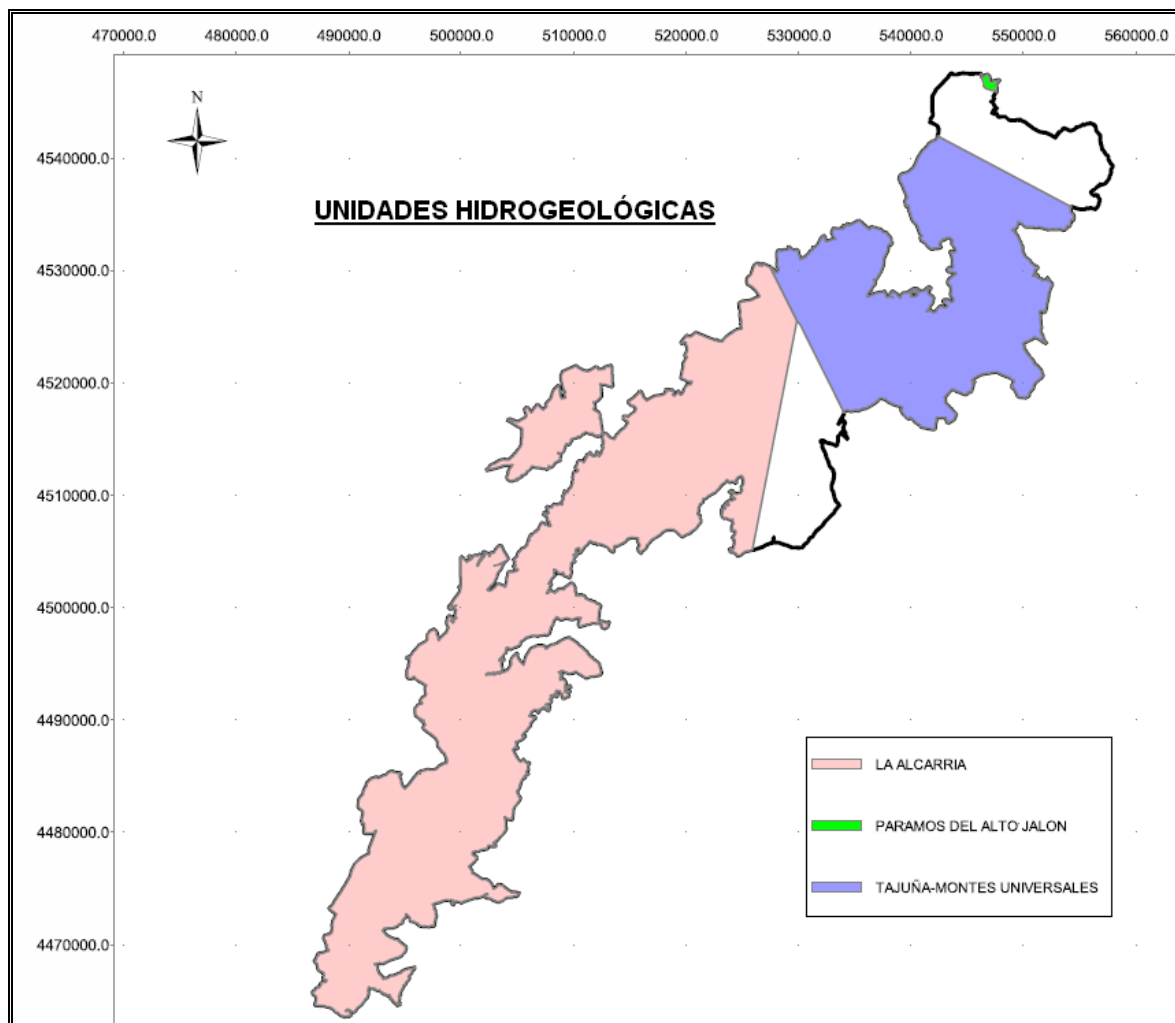 470000.0 480000.0 490000.0 500000.0 510000.0 520000.0 530000.0 540000.0 550000.0 560000.0
N
4540000.0
UNIDADES HIDROGEOLÓGICAS
4530000.0
4520000.0
4510000.0
4500000.0
4490000.0
LA ALCARRIA
4480000.0
PARAMOS DEL ALTO JALON
TAJUÑA-MONTES UNIVERSALES
4470000.0